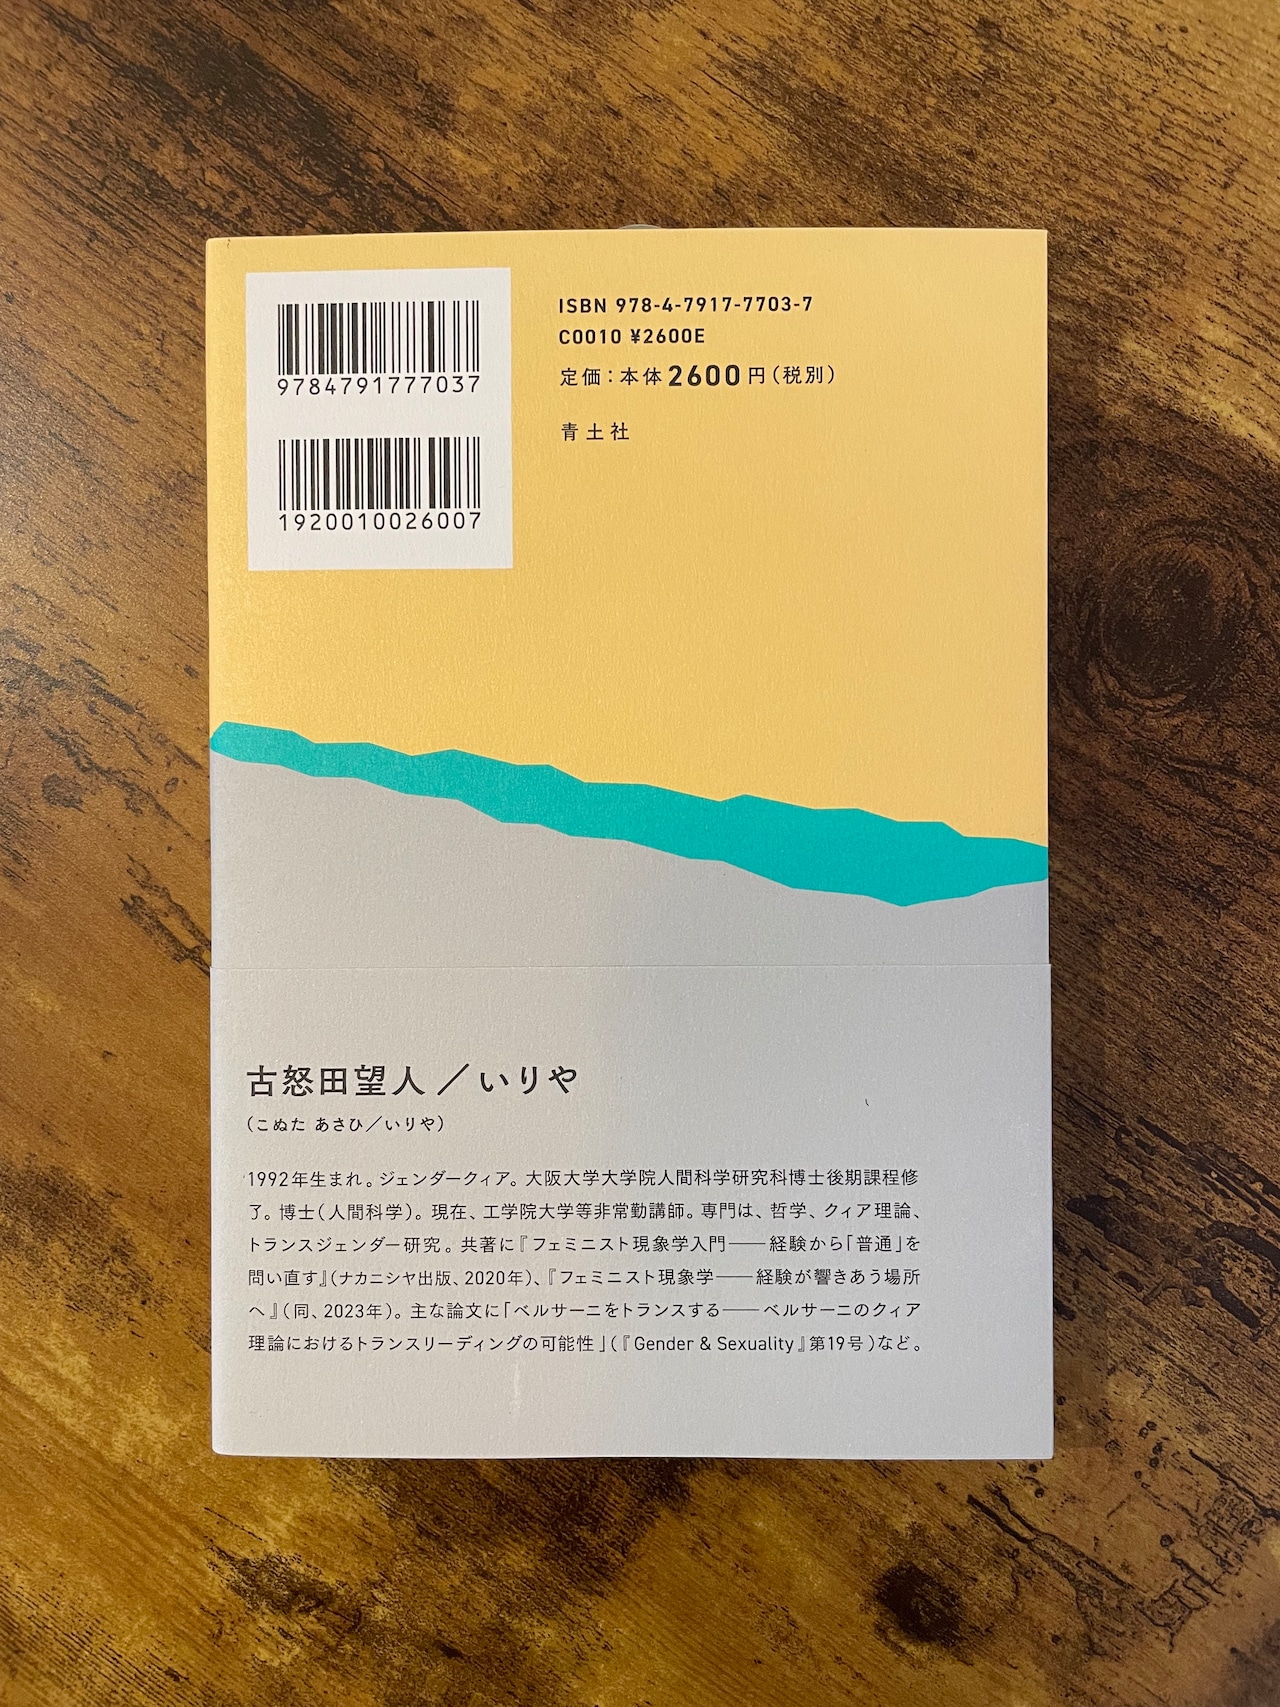 9784791777037
1920010026007
ISBN 978-4-7917-7703-7
C0010 ¥2600E
定価：本体2600円（税別）
青土社
古怒田望人／いりや
（こぬた あさひ／いりや）
1992年生まれ。ジェンダークィア。大阪大学大学院人間科学研究科博士後期課程修
了。博士（人間科学）。現在、工学院大学等非常勤講師。専門は、哲学、クィア理論、
トランスジェンダー研究。共著に『フェミニスト現象学入門――経験から「普通」を
問い直す』（ナカニシヤ出版、2020年）、『フェミニスト現象学――経験が響きあう場所
へ』（同、2023年）。主な論文に「ベルサーニをトランスする――ベルサーニのクィア
理論におけるトランスリーディングの可能性」（『Gender & Sexuality』第19号）など。